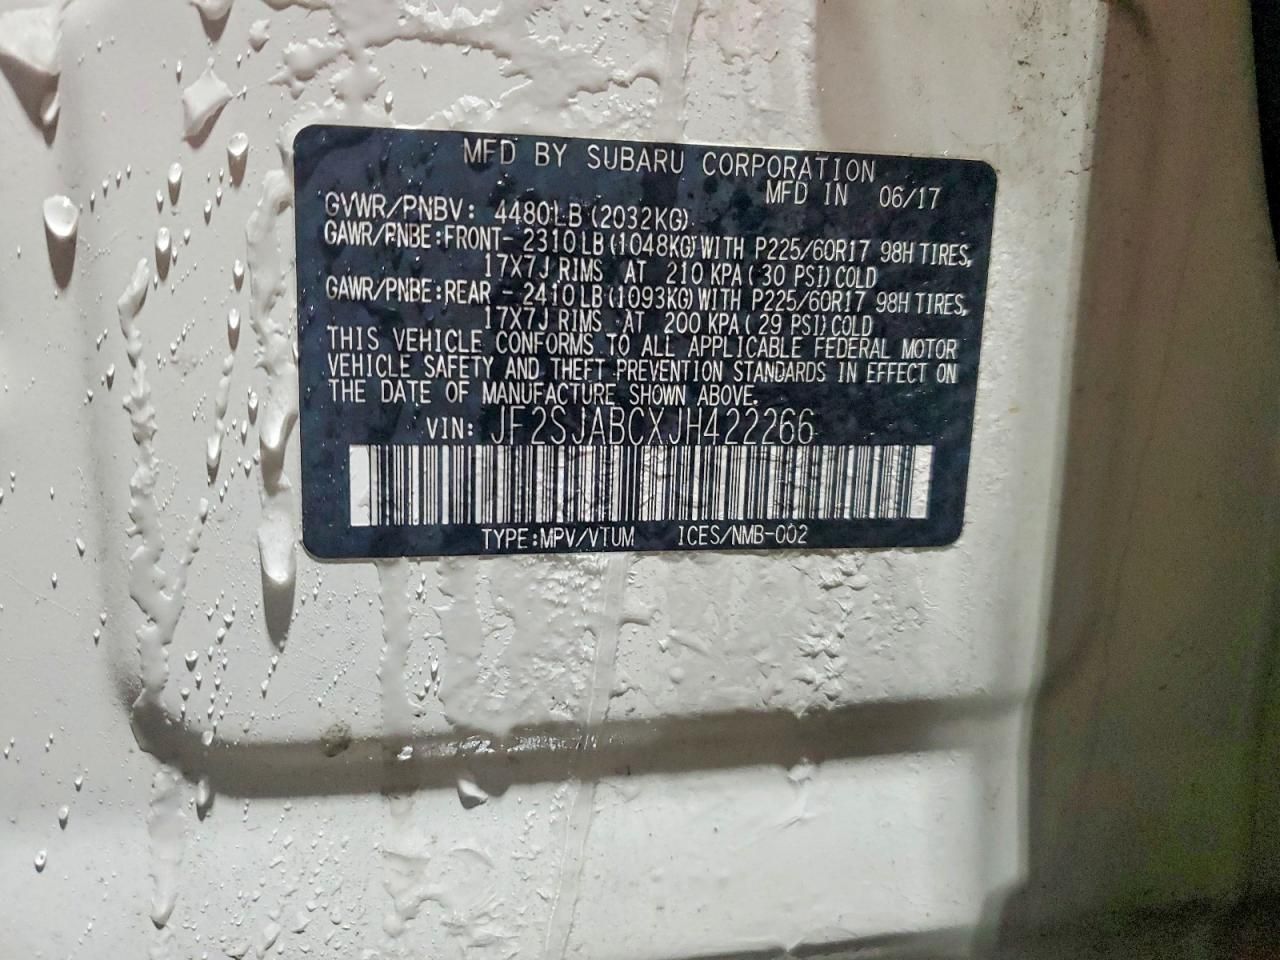 MFD BY SUBARU CORPORATION
MFD IN 06/17
GVWR/PNBV: 4480LB (2032KG)
GAWR/PNBE:FRONT- 2310LB (1048KG) WITH P225/60R17 98H TIRES,
17X7J RIMS AT 210 KPA (30 PSI) COLD
GAWR/PNBE:REAR - 2410LB (1093KG) WITH P225/60R17 98H TIRES,
17X7J RIMS AT 200 KPA (29 PSI) COLD
THIS VEHICLE CONFORMS TO ALL APPLICABLE FEDERAL MOTOR
VEHICLE SAFETY AND THEFT PREVENTION STANDARDS IN EFFECT ON
THE DATE OF MANUFACTURE SHOWN ABOVE.
VIN: JF2SJABCXJH422266
TYPE:MPV/VTUM ICES/NMB-002